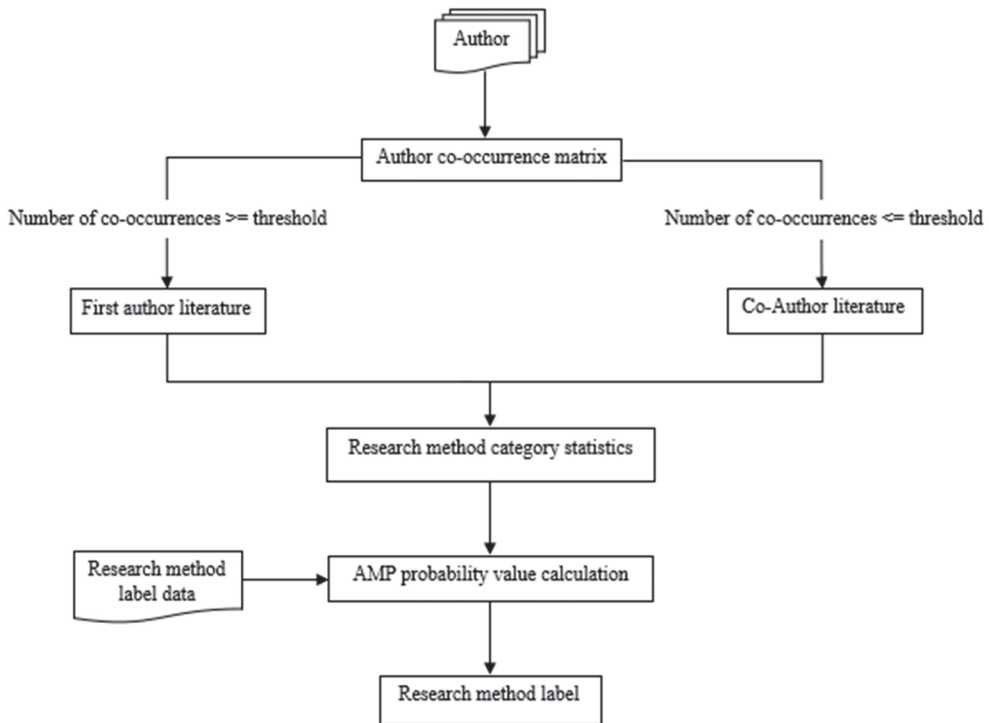 Author
Author co-occurrence matrix
Number of co-occurrences >= threshold
Number of co-occurrences <= threshold
First author literature
Co-Author literature
Research method category statistics
Research method
label data
AMP probability value calculation
Research method label